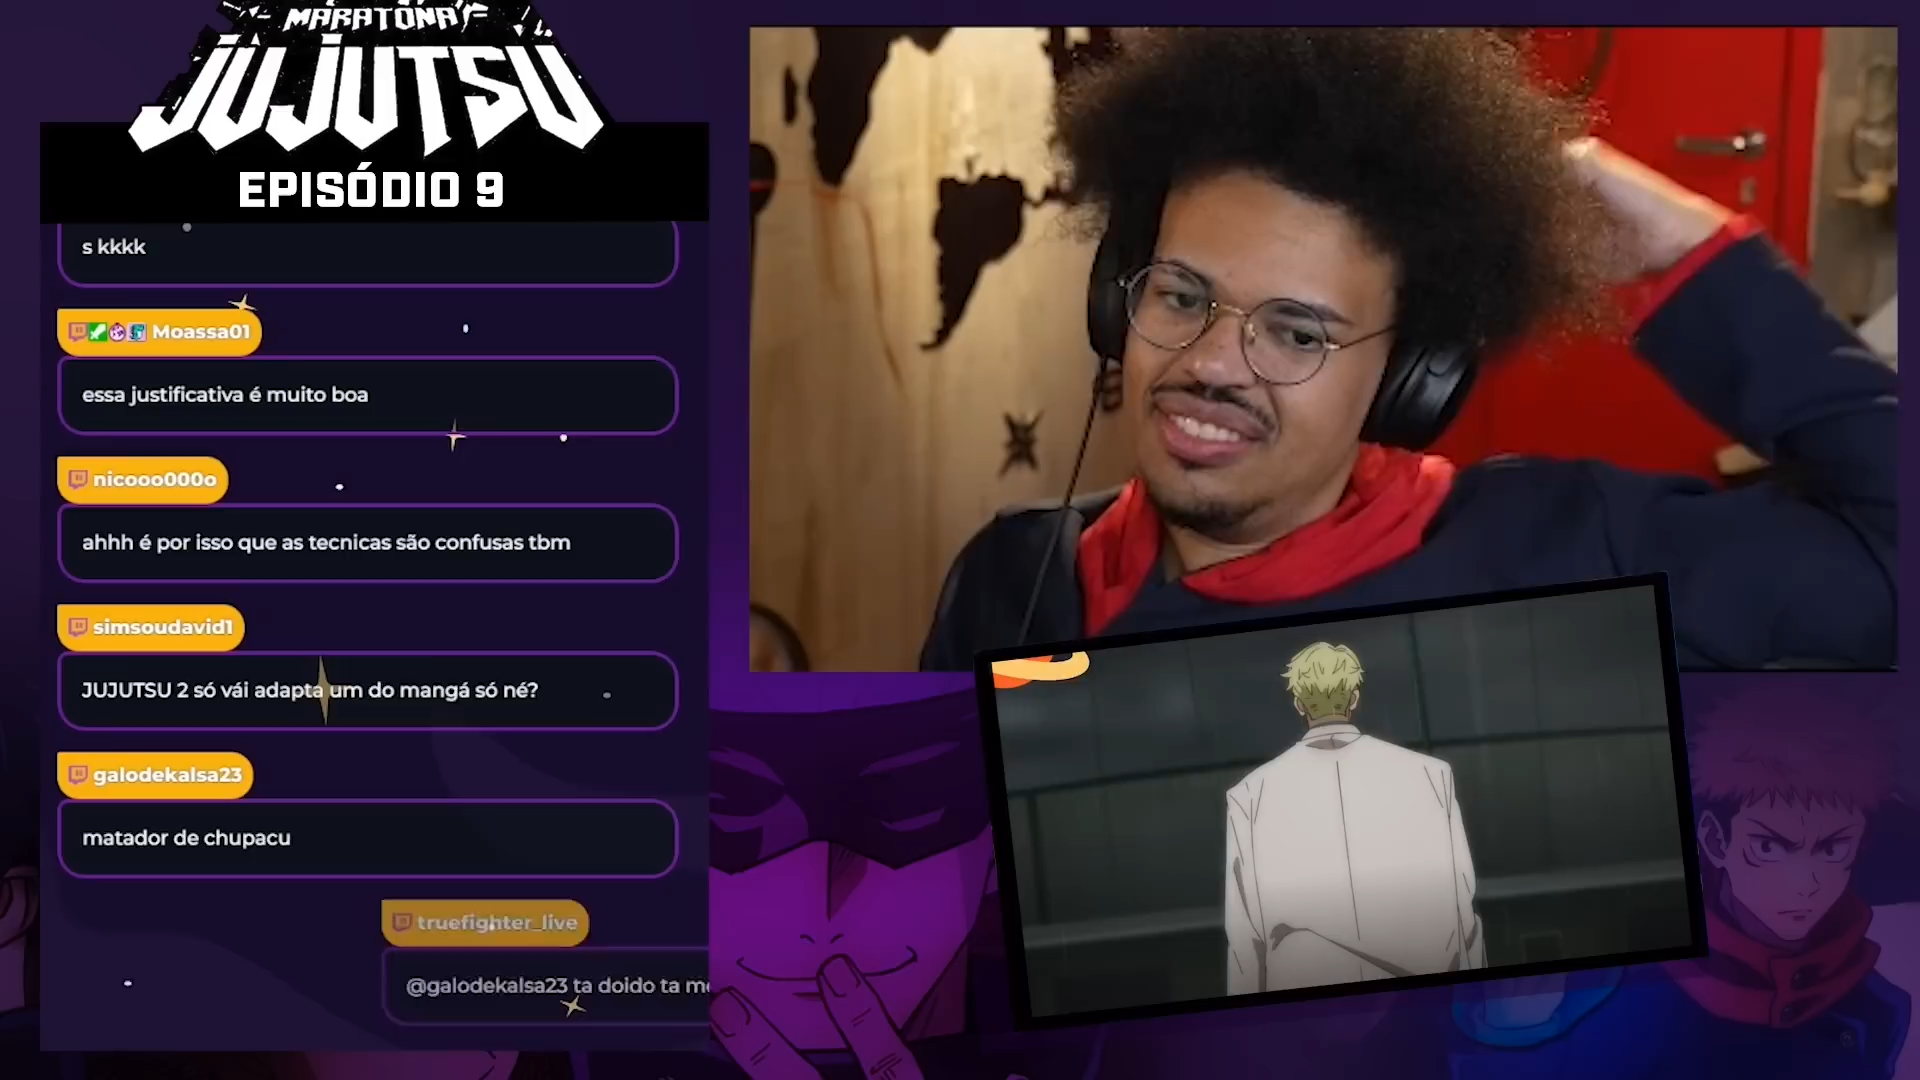 MARATONA
JUJUTSU
EPISÓDIO 9
s kkkk
Moassa01
essa justificativa é muito boa
nicooo000o
ahhh é por isso que as tecnicas são confusas tbm
simsoudavid1
JUJUTSU 2 só vái adapta um do mangá só né?
galodekalsa23
matador de chupacu
truefighter_live
@galodekalsa23 ta doido ta